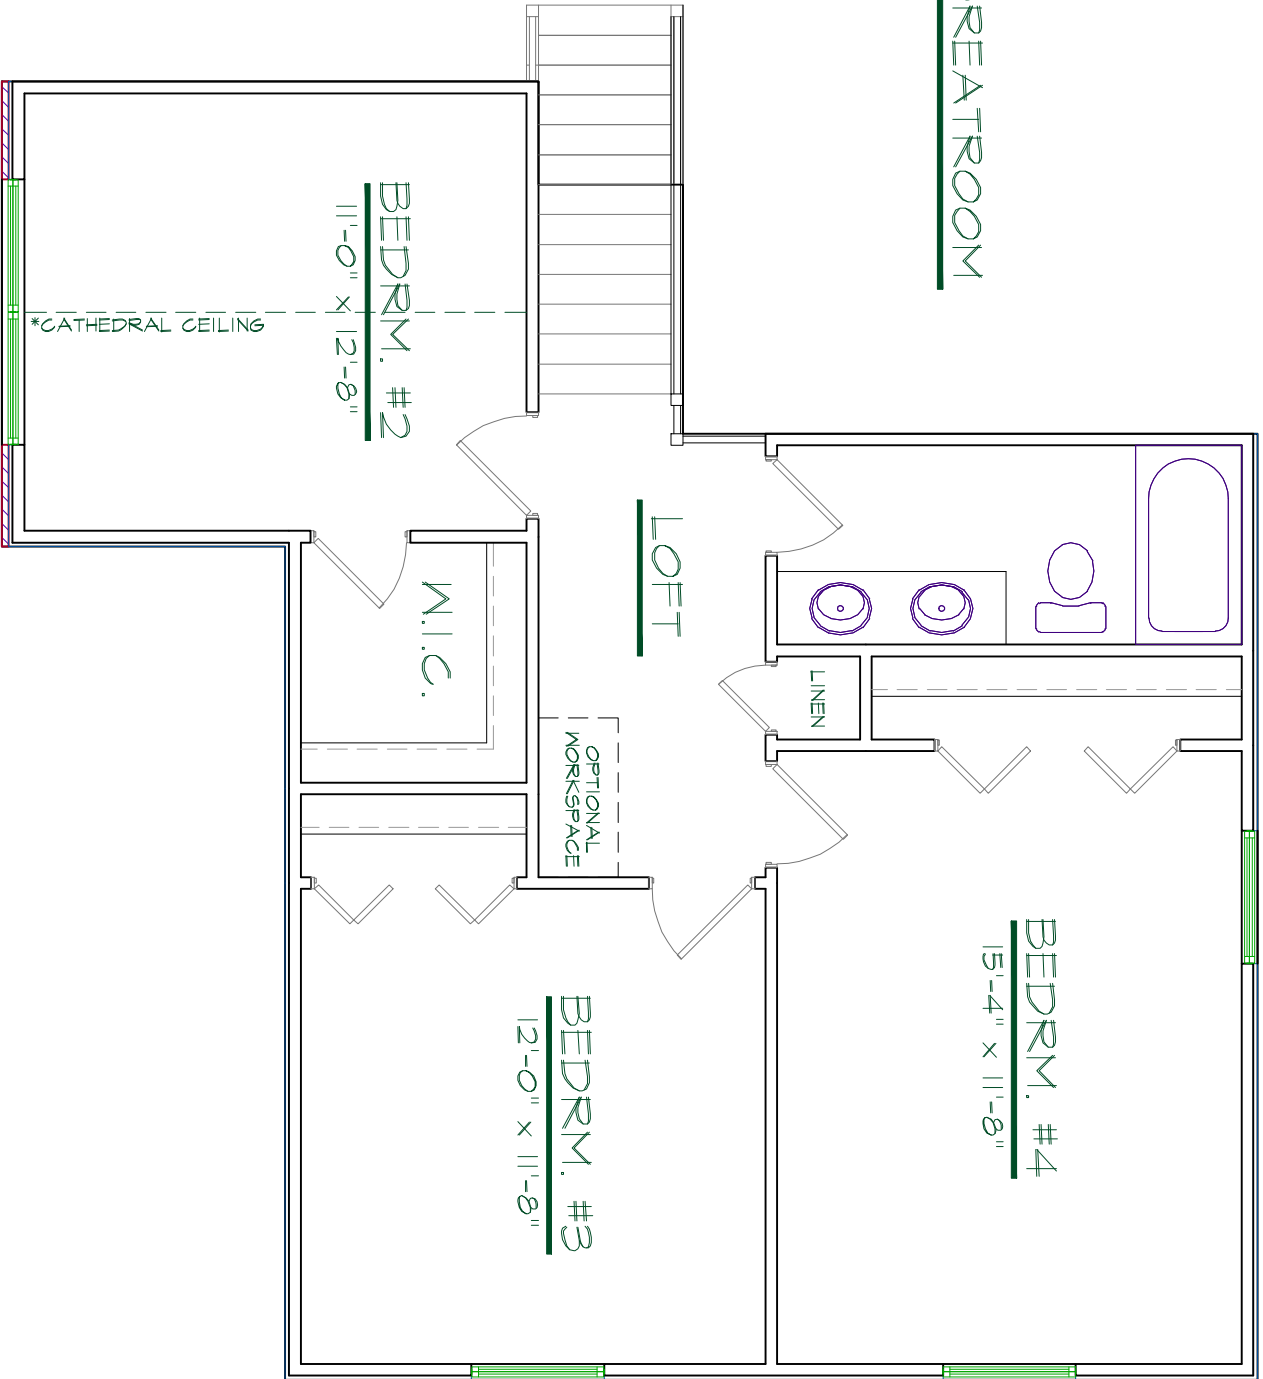 REATROOM
BEDRM. #2
11'-0" x 12'-8"
*CATHEDRAL CEILING
LOFT
W.I.C.
LINEN
OPTIONAL
WORKSPACE
BEDRM. #4
15'-4" x 11'-8"
BEDRM. #3
12'-0" x 11'-8"